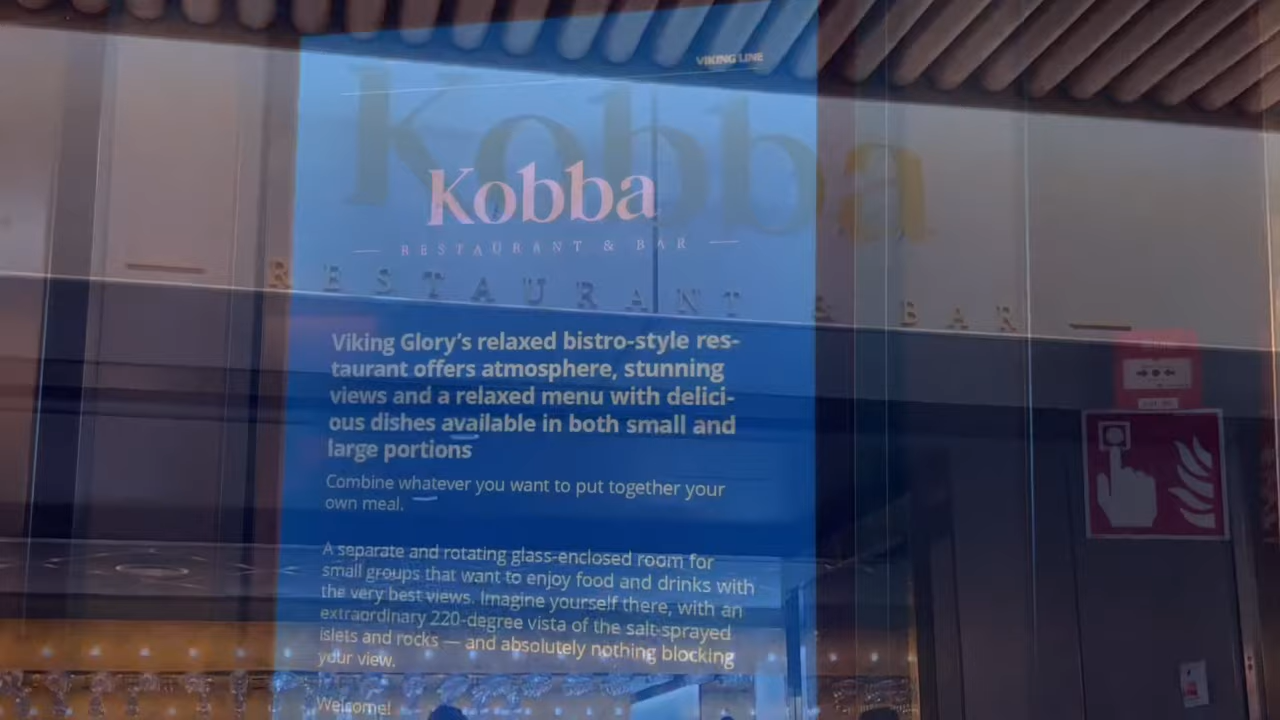 VIKING LINE
Kobba
RESTAURANT & BAR
Kobba
RESTAURANT & BAR
Viking Glory's relaxed bistro-style res-
taurant offers atmosphere, stunning
views and a relaxed menu with delici-
ous dishes available in both small and
large portions
Combine whatever you want to put together your
own meal.
A separate and rotating glass-enclosed room for
small groups that want to enjoy food and drinks with
the very best views. Imagine yourself there, with an
extraordinary 220-degree vista of the salt-sprayed
islets and rocks — and absolutely nothing blocking
your view.
Welcome!